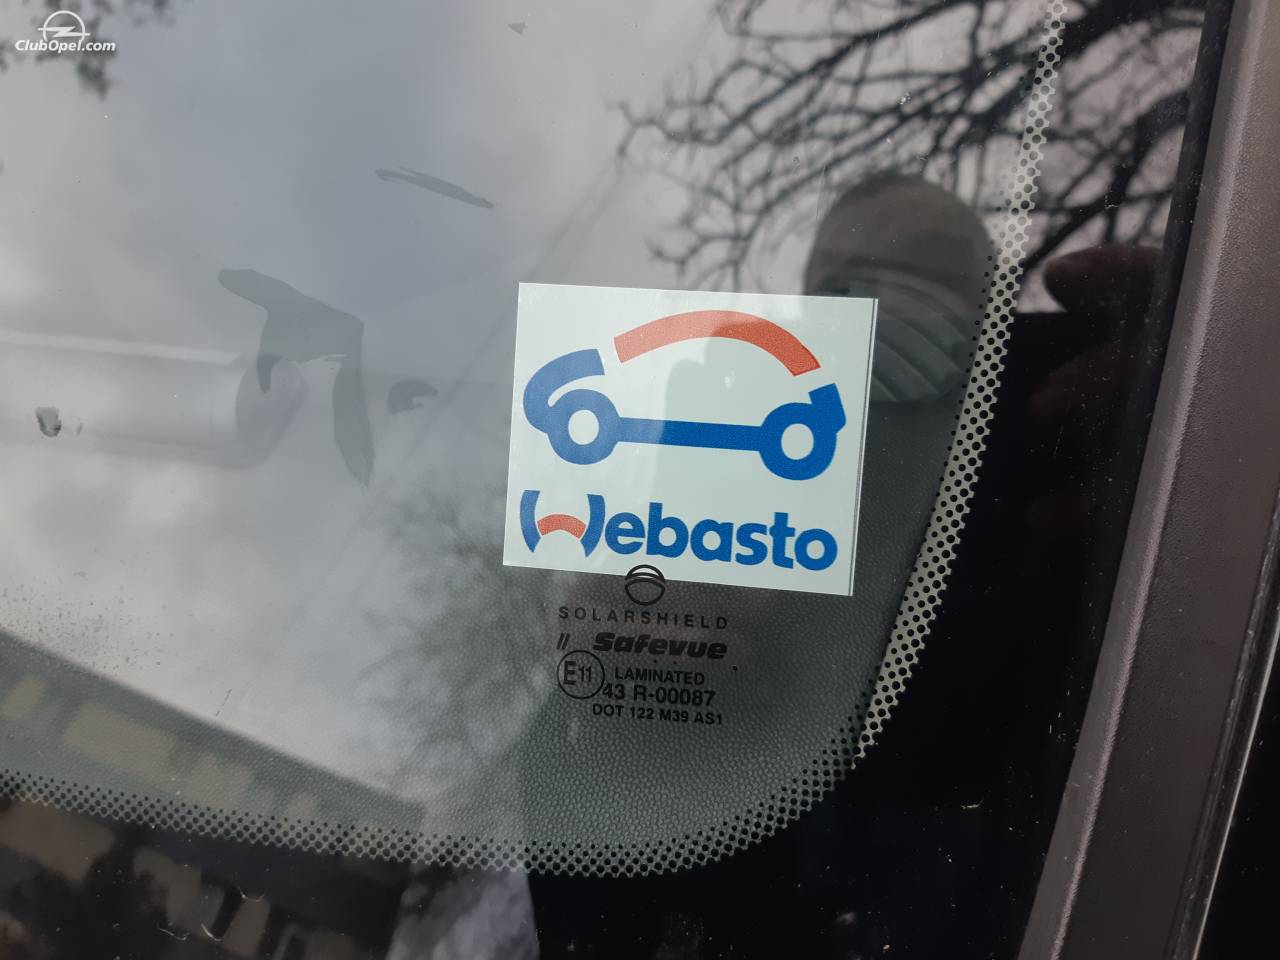 ClubOpel.com
Webasto
SOLARSHIELD
// Safevue
E11 LAMINATED
43 R-00087
DOT 122 M39 AS1